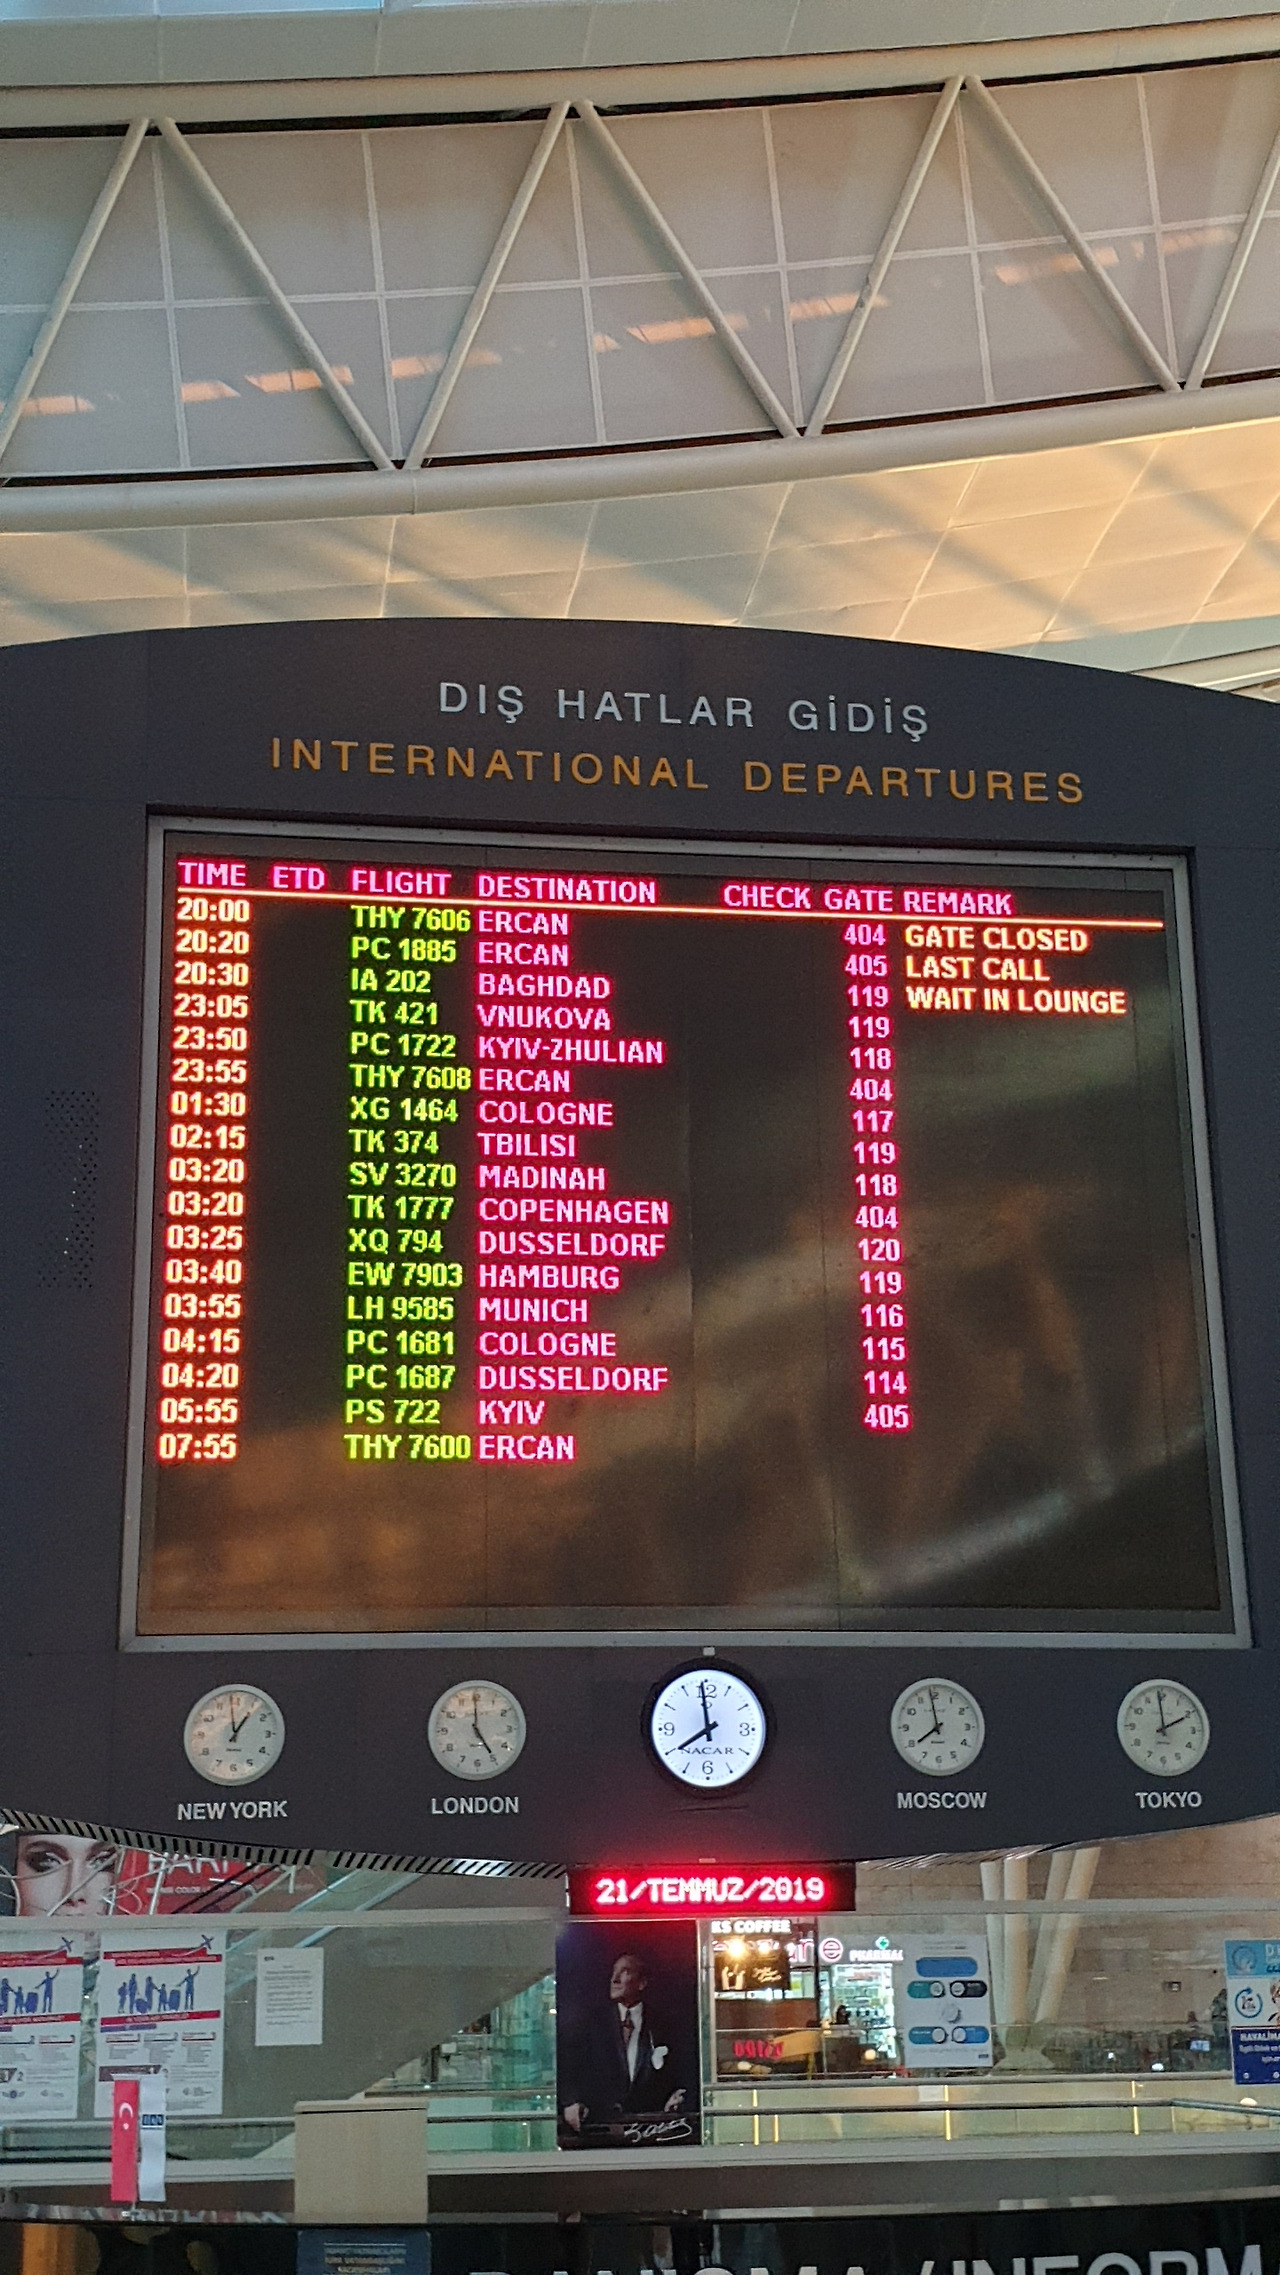 DIŞ HATLAR GİDİŞ
INTERNATIONAL DEPARTURES
TIME ETD FLIGHT DESTINATION CHECK GATE REMARK
20:00 THY 7606 ERCAN 404 GATE CLOSED
20:20 PC 1885 ERCAN 405 LAST CALL
20:30 IA 202 BAGHDAD 119 WAIT IN LOUNGE
23:05 TK 421 VNUKOVA 119
23:50 PC 1722 KYIV-ZHULIAN 118
23:55 THY 7608 ERCAN 404
01:30 XG 1464 COLOGNE 117
02:15 TK 374 TBILISI 119
03:20 SV 3270 MADINAH 118
03:20 TK 1777 COPENHAGEN 404
03:25 XQ 794 DUSSELDORF 120
03:40 EW 7903 HAMBURG 119
03:55 LH 9585 MUNICH 116
04:15 PC 1681 COLOGNE 115
04:20 PC 1687 DUSSELDORF 114
05:55 PS 722 KYIV 405
07:55 THY 7600 ERCAN
NACAR
NEW YORK LONDON MOSCOW TOKYO
21/TEMMUZ/2019
KS COFFEE